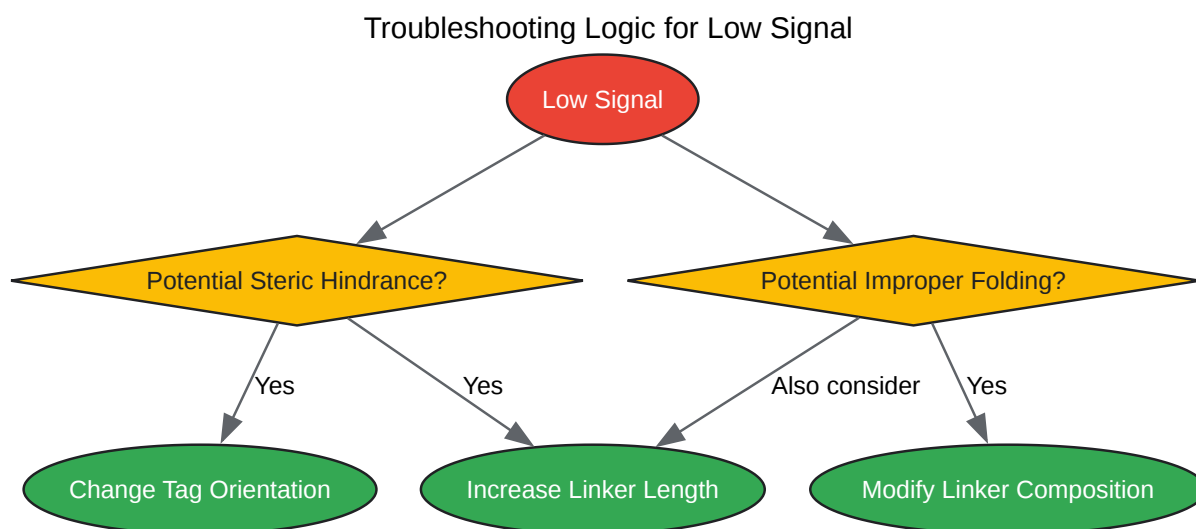 Troubleshooting Logic for Low Signal
Low Signal
Potential Steric Hindrance?
Potential Improper Folding?
Yes
Yes
Also consider
Yes
Change Tag Orientation
Increase Linker Length
Modify Linker Composition